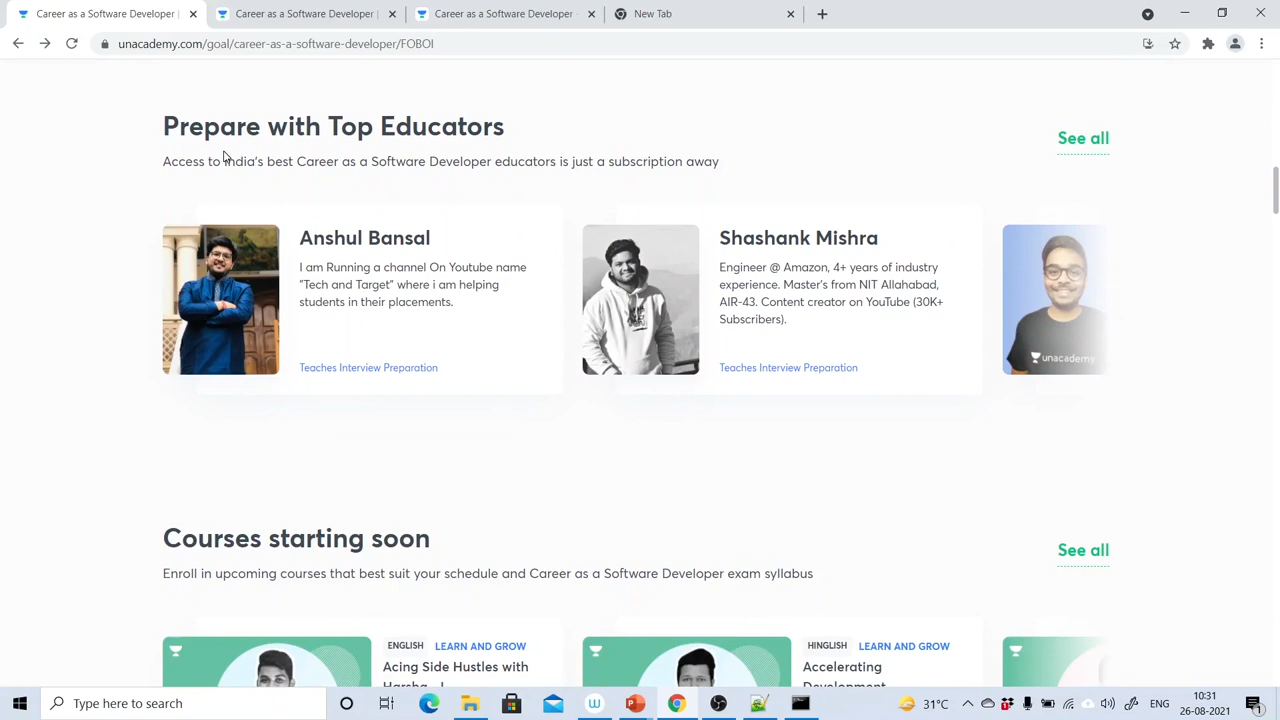 Career as a Software Developer
Career as a Software Developer
Career as a Software Developer -
New Tab
unacademy.com/goal/career-as-a-software-developer/FOBOI
Prepare with Top Educators
See all
Access to India's best Career as a Software Developer educators is just a subscription away
Anshul Bansal
I am Running a channel On Youtube name
"Tech and Target" where i am helping
students in their placements.
Teaches Interview Preparation
Shashank Mishra
Engineer @ Amazon, 4+ years of industry
experience. Master's from NIT Allahabad,
AIR-43. Content creator on YouTube (30K+
Subscribers).
Teaches Interview Preparation
unacademy
Courses starting soon
See all
Enroll in upcoming courses that best suit your schedule and Career as a Software Developer exam syllabus
ENGLISH LEARN AND GROW
Acing Side Hustles with
HINGLISH LEARN AND GROW
Accelerating
Development
Type here to search
31°C
ENG
10:31
26-08-2021